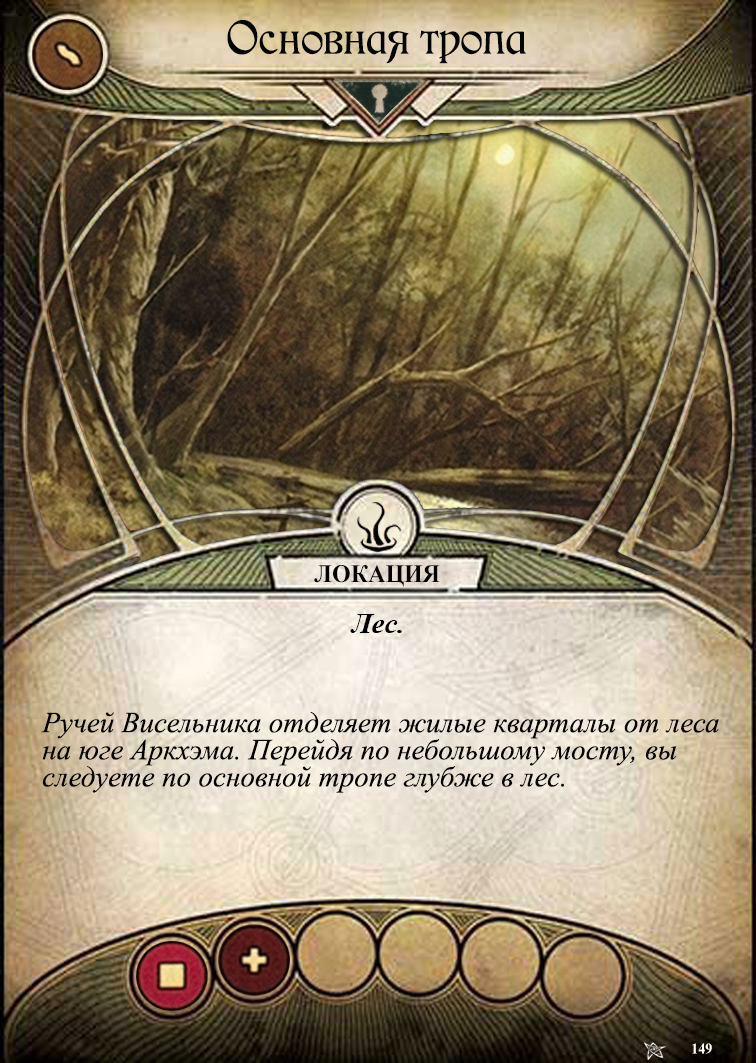 Основная тропа
ЛОКАЦИЯ
Лес.
Ручей Висельника отделяет жилые кварталы от леса
на юге Аркхэма. Перейдя по небольшому мосту, вы
следуете по основной тропе глубже в лес.
149